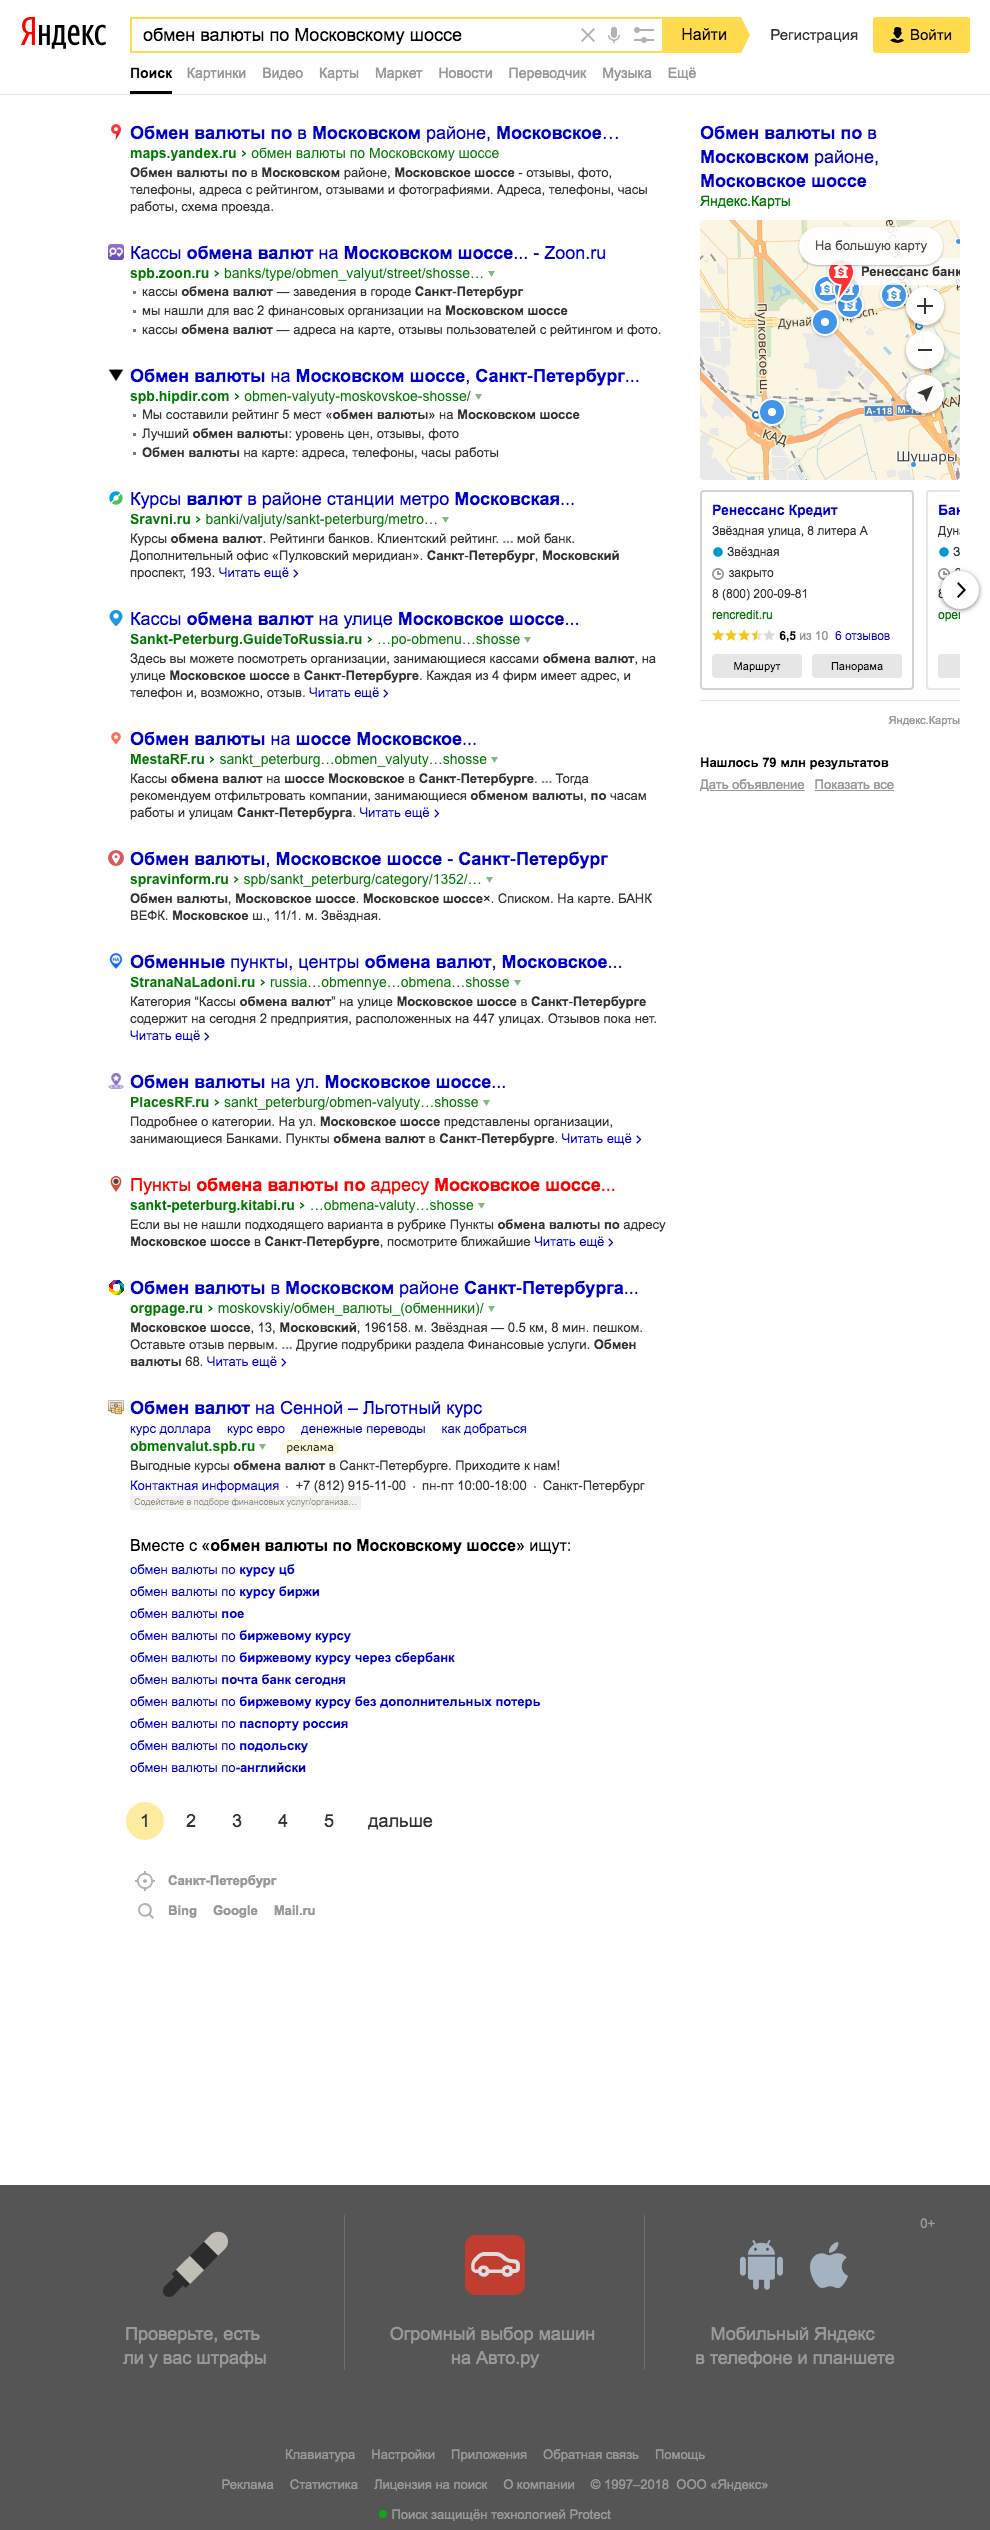 Яндекс
обмен валюты по Московскому шоссе
Найти
Регистрация
Войти
Поиск Картинки Видео Карты Маркет Новости Переводчик Музыка Ещё
Обмен валюты по в Московском районе, Московское...
maps.yandex.ru › обмен валюты по Московскому шоссе
Обмен валюты по в Московском районе, Московское шоссе - отзывы, фото,
телефоны, адреса с рейтингом, отзывами и фотографиями. Адреса, телефоны, часы
работы, схема проезда.
Кассы обмена валют на Московском шоссе... - Zoon.ru
spb.zoon.ru › banks/type/obmen_valyut/street/shosse…
кассы обмена валют — заведения в городе Санкт-Петербург
мы нашли для вас 2 финансовых организации на Московском шоссе
кассы обмена валют — адреса на карте, отзывы пользователей с рейтингом и фото.
Обмен валюты на Московском шоссе, Санкт-Петербург...
spb.hipdir.com › obmen-valyuty-moskovskoe-shosse/
Мы составили рейтинг 5 мест «обмен валюты» на Московском шоссе
Лучший обмен валюты: уровень цен, отзывы, фото
Обмен валюты на карте: адреса, телефоны, часы работы
Курсы валют в районе станции метро Московская...
Sravni.ru › banki/valjuty/sankt-peterburg/metro…
Курсы обмена валют. Рейтинги банков. Клиентский рейтинг. ... мой банк.
Дополнительный офис «Пулковский меридиан». Санкт-Петербург, Московский
проспект, 193. Читать ещё ›
Кассы обмена валют на улице Московское шоссе...
Sankt-Peterburg.GuideToRussia.ru › …po-obmenu…shosse
Здесь вы можете посмотреть организации, занимающиеся кассами обмена валют, на
улице Московское шоссе в Санкт-Петербурге. Каждая из 4 фирм имеет адрес, и
телефон и, возможно, отзыв. Читать ещё ›
Обмен валюты на шоссе Московское...
MestaRF.ru › sankt_peterburg…obmen_valyuty…shosse
Кассы обмена валют на шоссе Московское в Санкт-Петербурге. ... Тогда
рекомендуем отфильтровать компании, занимающиеся обменом валюты, по часам
работы и улицам Санкт-Петербурга. Читать ещё ›
Обмен валюты, Московское шоссе - Санкт-Петербург
spravinform.ru › spb/sankt_peterburg/category/1352/…
Обмен валюты, Московское шоссе. Московское шоссе×. Списком. На карте. БАНК
ВЕФК. Московское ш., 11/1. м. Звёздная.
Обменные пункты, центры обмена валют, Московское...
StranaNaLadoni.ru › russia…obmennye…obmena…shosse
Категория "Кассы обмена валют" на улице Московское шоссе в Санкт-Петербурге
содержит на сегодня 2 предприятия, расположенных на 447 улицах. Отзывов пока нет.
Читать ещё ›
Обмен валюты на ул. Московское шоссе...
PlacesRF.ru › sankt_peterburg/obmen-valyuty…shosse
Подробнее о категории. На ул. Московское шоссе представлены организации,
занимающиеся Банками. Пункты обмена валют в Санкт-Петербурге. Читать ещё ›
Пункты обмена валюты по адресу Московское шоссе...
sankt-peterburg.kitabi.ru › …obmena-valuty…shosse
Если вы не нашли подходящего варианта в рубрике Пункты обмена валюты по адресу
Московское шоссе в Санкт-Петербурге, посмотрите ближайшие Читать ещё ›
Обмен валюты в Московском районе Санкт-Петербурга...
orgpage.ru › moskovskiy/обмен_валюты_(обменники)/
Московское шоссе, 13, Московский, 196158. м. Звёздная — 0.5 км, 8 мин. пешком.
Оставьте отзыв первым. ... Другие подрубрики раздела Финансовые услуги. Обмен
валюты 68. Читать ещё ›
Обмен валют на Сенной – Льготный курс
курс доллара курс евро денежные переводы как добраться
obmenvalut.spb.ru реклама
Выгодные курсы обмена валют в Санкт-Петербурге. Приходите к нам!
Контактная информация · +7 (812) 915-11-00 · пн-пт 10:00-18:00 · Санкт-Петербург
Содействие в подборе финансовых услуг/организа...
Вместе с «обмен валюты по Московскому шоссе» ищут:
обмен валюты по курсу цб
обмен валюты по курсу биржи
обмен валюты пое
обмен валюты по биржевому курсу
обмен валюты по биржевому курсу через сбербанк
обмен валюты почта банк сегодня
обмен валюты по биржевому курсу без дополнительных потерь
обмен валюты по паспорту россия
обмен валюты по подольску
обмен валюты по-английски
1 2 3 4 5 дальше
Санкт-Петербург
Bing Google Mail.ru
Обмен валюты по в
Московском районе,
Московское шоссе
Яндекс.Карты
На большую карту
Ренессанс банк
Дунай
просп.
Пулковское ш.
КАД
А-118
КАД
Шушары
Ренессанс Кредит
Звёздная улица, 8 литера А
Звёздная
закрыто
8 (800) 200-09-81
rencredit.ru
6,5 из 10 6 отзывов
Маршрут Панорама
Яндекс.Карты
Нашлось 79 млн результатов
Дать объявление Показать все
0+
Проверьте, есть
ли у вас штрафы
Огромный выбор машин
на Авто.ру
Мобильный Яндекс
в телефоне и планшете
Клавиатура Настройки Приложения Обратная связь Помощь
Реклама Статистика Лицензия на поиск О компании © 1997–2018 ООО «Яндекс»
Поиск защищён технологией Protect